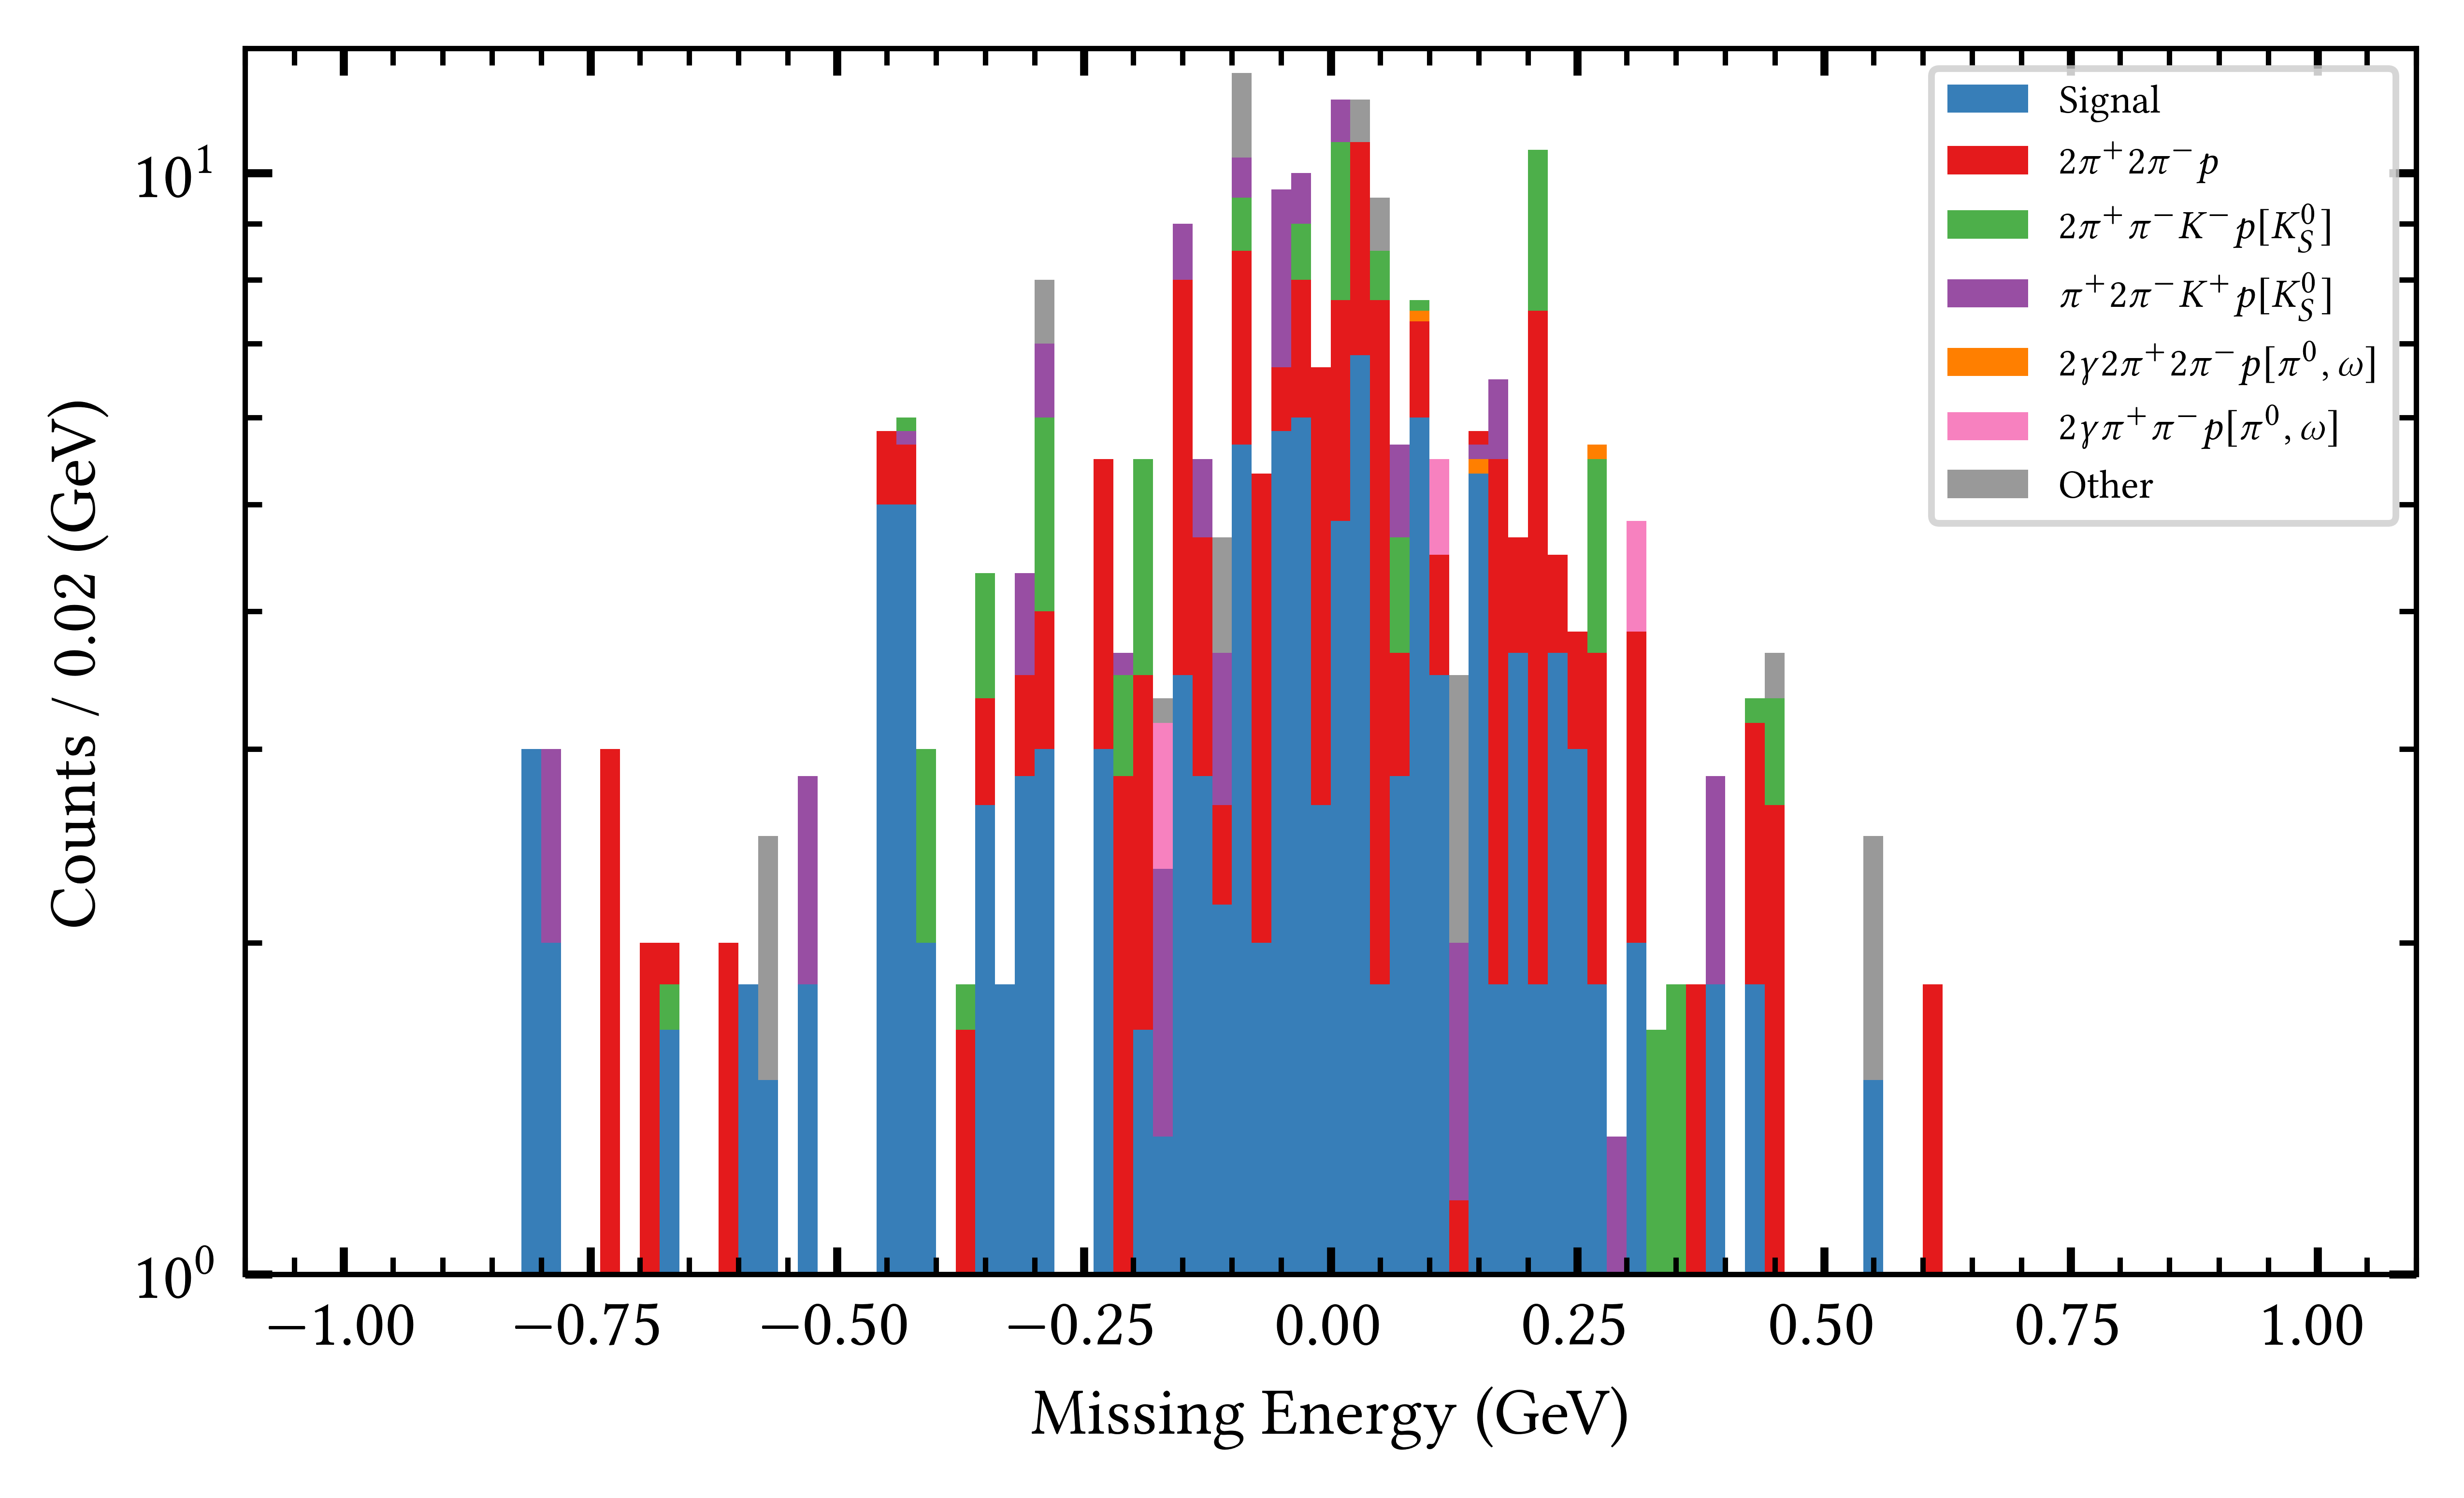 Counts / 0.02 (GeV)
10¹
10⁰
Signal
2π⁺2π⁻p
2π⁺π⁻K⁻p[K⁰_S]
π⁺2π⁻K⁺p[K⁰_S]
2γ2π⁺2π⁻p[π⁰, ω]
2γπ⁺π⁻p[π⁰, ω]
Other
−1.00 −0.75 −0.50 −0.25 0.00 0.25 0.50 0.75 1.00
Missing Energy (GeV)